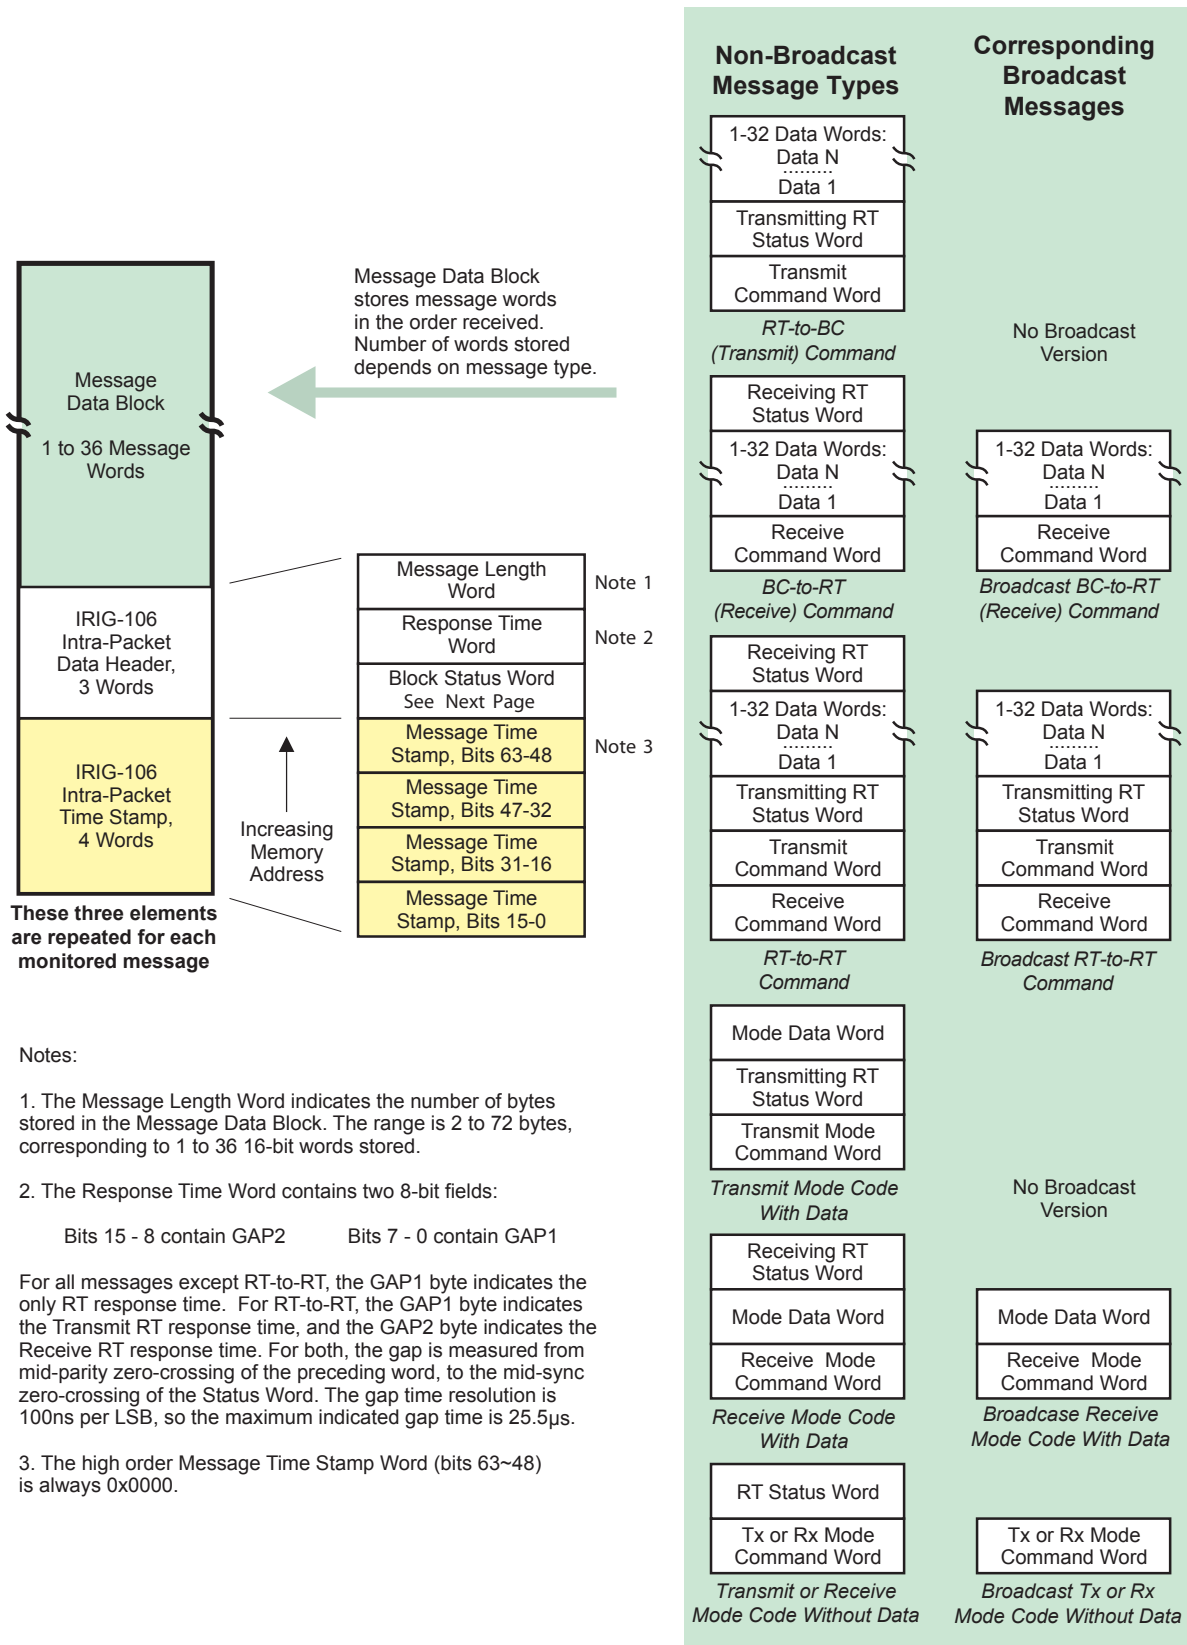 Message
Data Block
1 to 36 Message
Words
IRIG-106
Intra-Packet
Data Header,
3 Words
IRIG-106
Intra-Packet
Time Stamp,
4 Words
These three elements
are repeated for each
monitored message
Message Data Block
stores message words
in the order received.
Number of words stored
depends on message type.
Message Length
Word
Note 1
Response Time
Word
Note 2
Block Status Word
See Next Page
Message Time
Stamp, Bits 63-48
Note 3
Message Time
Stamp, Bits 47-32
Message Time
Stamp, Bits 31-16
Message Time
Stamp, Bits 15-0
Increasing
Memory
Address
Notes:
1. The Message Length Word indicates the number of bytes
stored in the Message Data Block. The range is 2 to 72 bytes,
corresponding to 1 to 36 16-bit words stored.
2. The Response Time Word contains two 8-bit fields:
Bits 15 - 8 contain GAP2 Bits 7 - 0 contain GAP1
For all messages except RT-to-RT, the GAP1 byte indicates the
only RT response time. For RT-to-RT, the GAP1 byte indicates
the Transmit RT response time, and the GAP2 byte indicates the
Receive RT response time. For both, the gap is measured from
mid-parity zero-crossing of the preceding word, to the mid-sync
zero-crossing of the Status Word. The gap time resolution is
100ns per LSB, so the maximum indicated gap time is 25.5µs.
3. The high order Message Time Stamp Word (bits 63~48)
is always 0x0000.
Non-Broadcast
Message Types
1-32 Data Words:
Data N
.........
Data 1
Transmitting RT
Status Word
Transmit
Command Word
RT-to-BC
(Transmit) Command
Receiving RT
Status Word
1-32 Data Words:
Data N
.........
Data 1
Receive
Command Word
BC-to-RT
(Receive) Command
Receiving RT
Status Word
1-32 Data Words:
Data N
.........
Data 1
Transmitting RT
Status Word
Transmit
Command Word
Receive
Command Word
RT-to-RT
Command
Mode Data Word
Transmitting RT
Status Word
Transmit Mode
Command Word
Transmit Mode Code
With Data
Receiving RT
Status Word
Mode Data Word
Receive Mode
Command Word
Receive Mode Code
With Data
RT Status Word
Tx or Rx Mode
Command Word
Transmit or Receive
Mode Code Without Data
Corresponding
Broadcast
Messages
No Broadcast
Version
1-32 Data Words:
Data N
.........
Data 1
Receive
Command Word
Broadcast BC-to-RT
(Receive) Command
1-32 Data Words:
Data N
.........
Data 1
Transmitting RT
Status Word
Transmit
Command Word
Receive
Command Word
Broadcast RT-to-RT
Command
No Broadcast
Version
Mode Data Word
Receive Mode
Command Word
Broadcase Receive
Mode Code With Data
Tx or Rx Mode
Command Word
Broadcast Tx or Rx
Mode Code Without Data